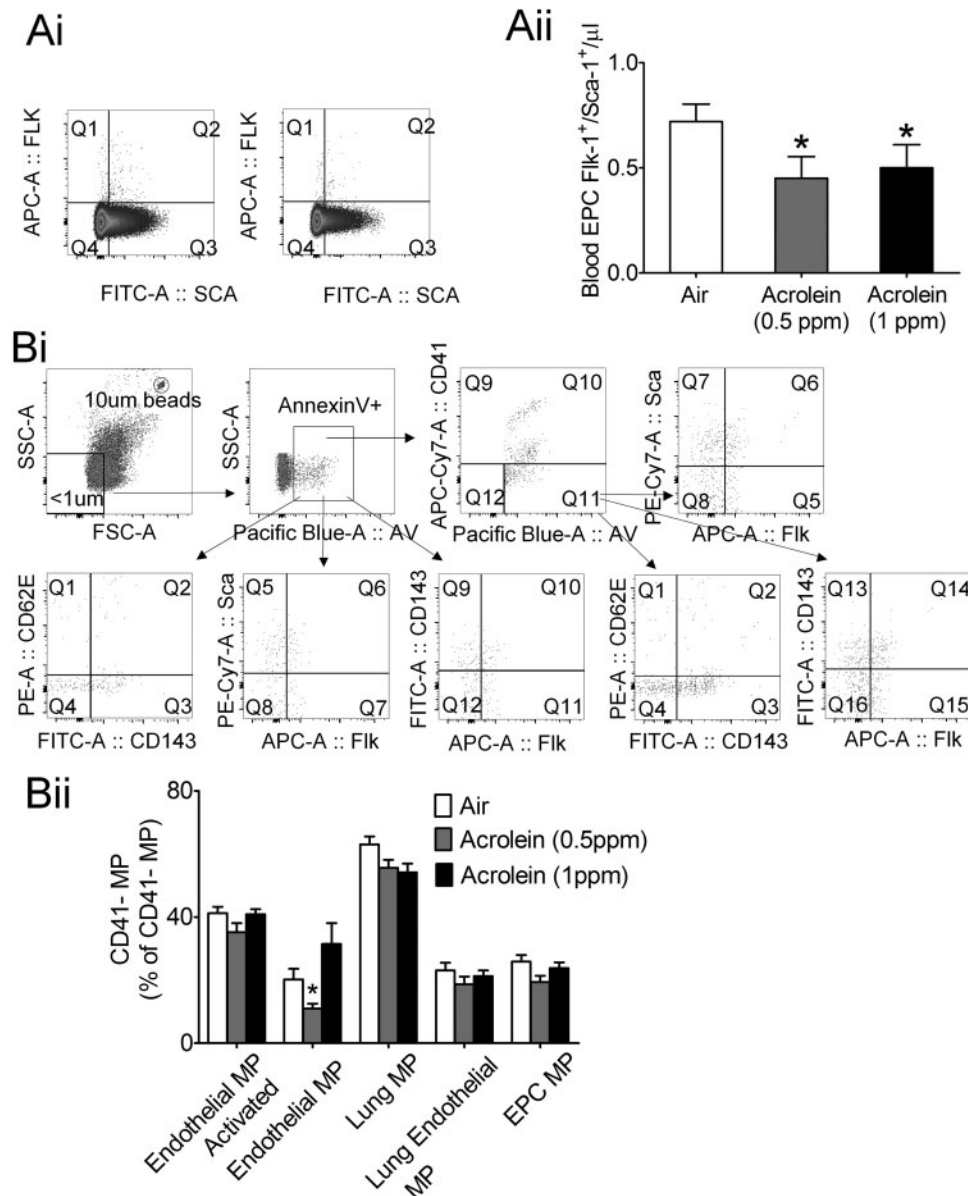 Ai
APC-A :: FLK
Q1
Q2
Q4
Q3
FITC-A :: SCA
APC-A :: FLK
Q1
Q2
Q4
Q3
FITC-A :: SCA
Aii
Blood EPC Flk-1+/Sca-1+/µl
1.0
0.5
0.0
*
*
Air
Acrolein
(0.5 ppm)
Acrolein
(1 ppm)
Bi
SSC-A
10um beads
<1um
FSC-A
SSC-A
AnnexinV+
Pacific Blue-A :: AV
APC-Cy7-A :: CD41
Q9
Q10
Q12
Q11
Pacific Blue-A :: AV
PE-Cy7-A :: Sca
Q7
Q6
Q8
Q5
APC-A :: Flk
PE-A :: CD62E
Q1
Q2
Q4
Q3
FITC-A :: CD143
PE-Cy7-A :: Sca
Q5
Q6
Q8
Q7
APC-A :: Flk
FITC-A :: CD143
Q9
Q10
Q12
Q11
APC-A :: Flk
PE-A :: CD62E
Q1
Q2
Q4
Q3
FITC-A :: CD143
FITC-A :: CD143
Q13
Q14
Q16
Q15
APC-A :: Flk
Bii
CD41- MP
(% of CD41- MP)
80
40
0
Air
Acrolein (0.5ppm)
Acrolein (1ppm)
*
Endothelial MP
Activated
Endothelial MP
Lung MP
Lung Endothelial
MP
EPC MP